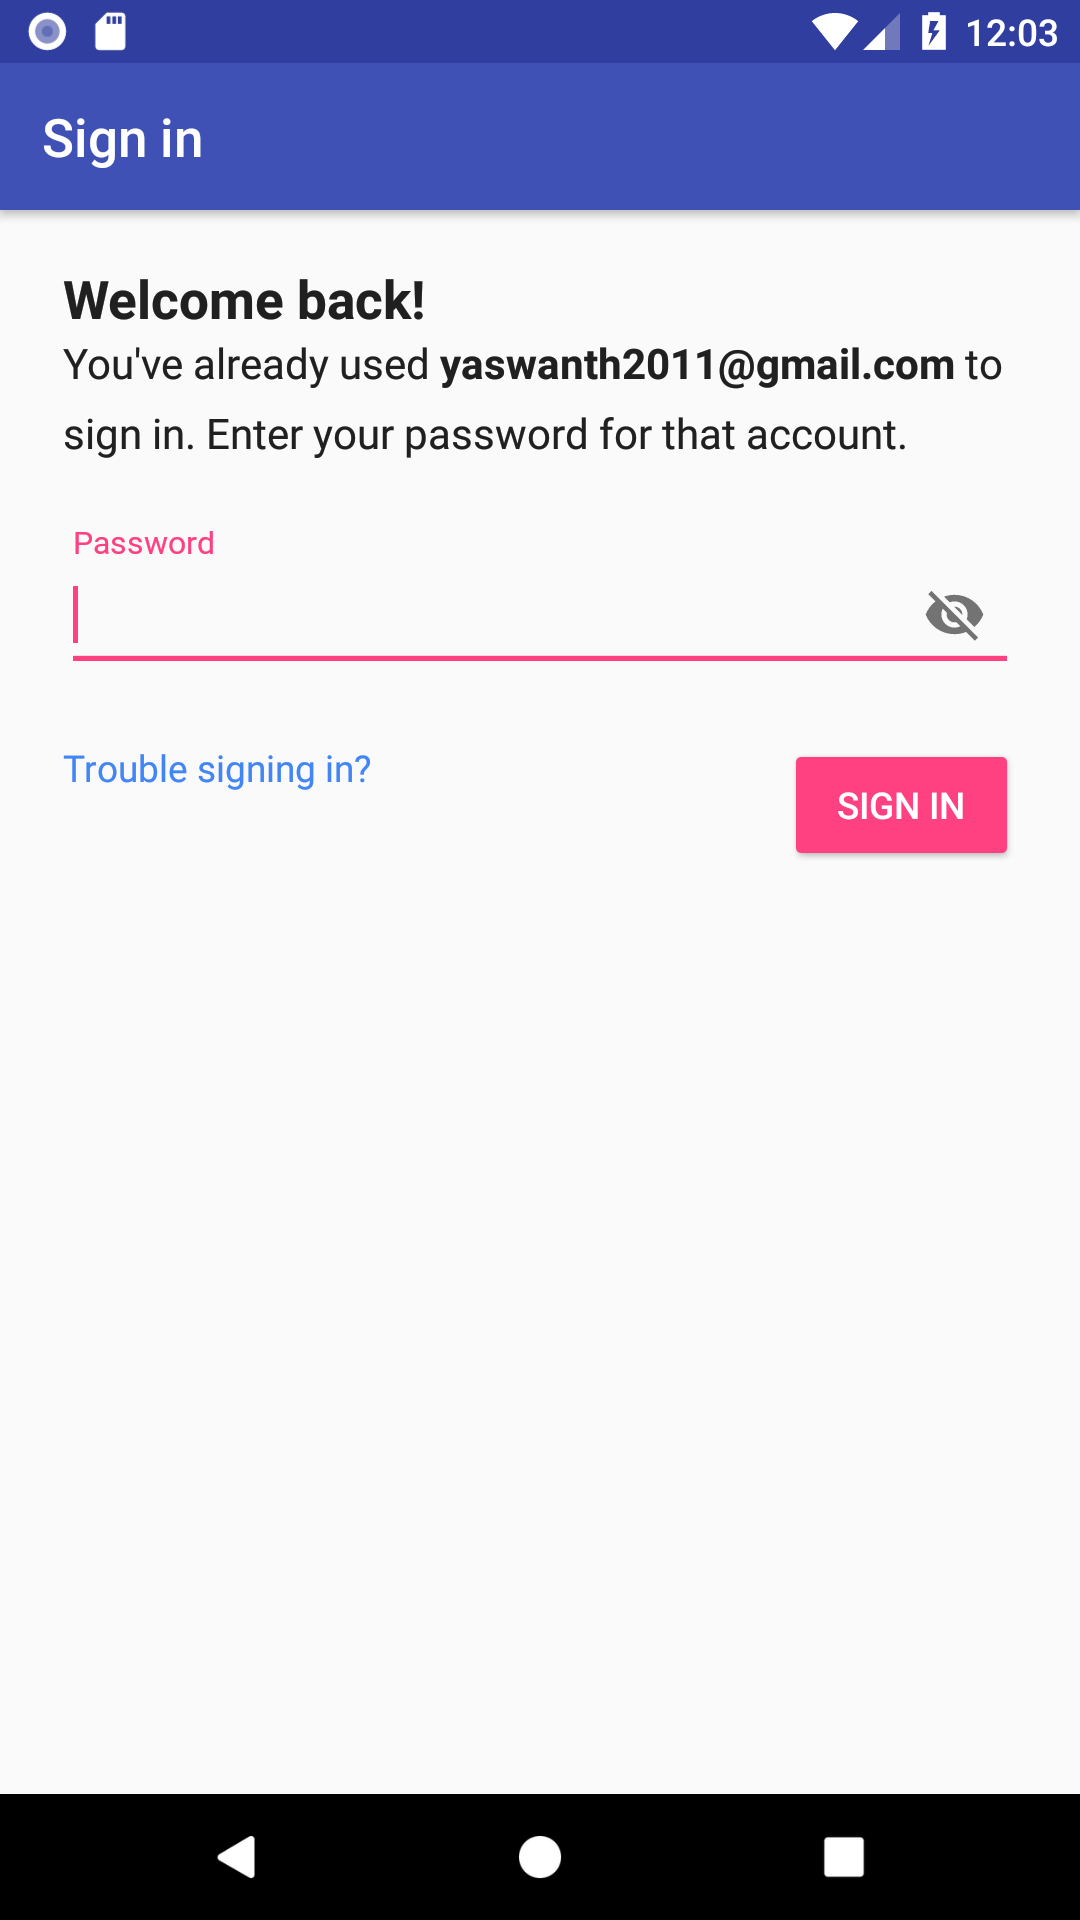 12:03
Sign in
Welcome back!
You've already used yaswanth2011@gmail.com to
sign in. Enter your password for that account.
Password
Trouble signing in?
SIGN IN